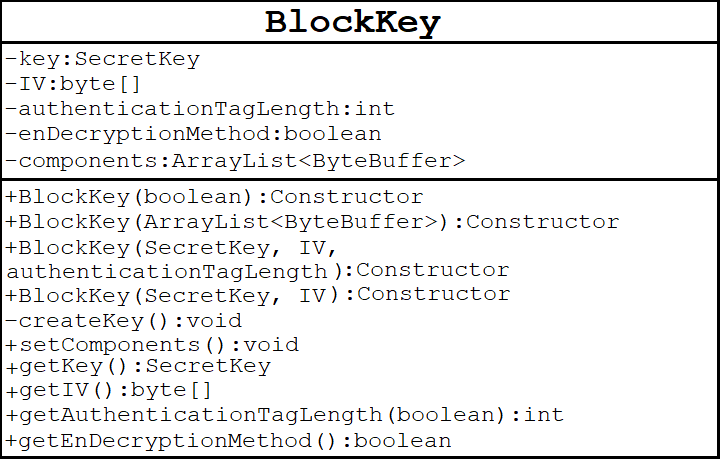 BlockKey
-key:SecretKey
-IV:byte[]
-authenticationTagLength:int
-enDecryptionMethod:boolean
-components:ArrayList<ByteBuffer>
+BlockKey(boolean):Constructor
+BlockKey(ArrayList<ByteBuffer>):Constructor
+BlockKey(SecretKey, IV,
authenticationTagLength):Constructor
+BlockKey(SecretKey, IV):Constructor
-createKey():void
+setComponents():void
+getKey():SecretKey
+getIV():byte[]
+getAuthenticationTagLength(boolean):int
+getEnDecryptionMethod():boolean